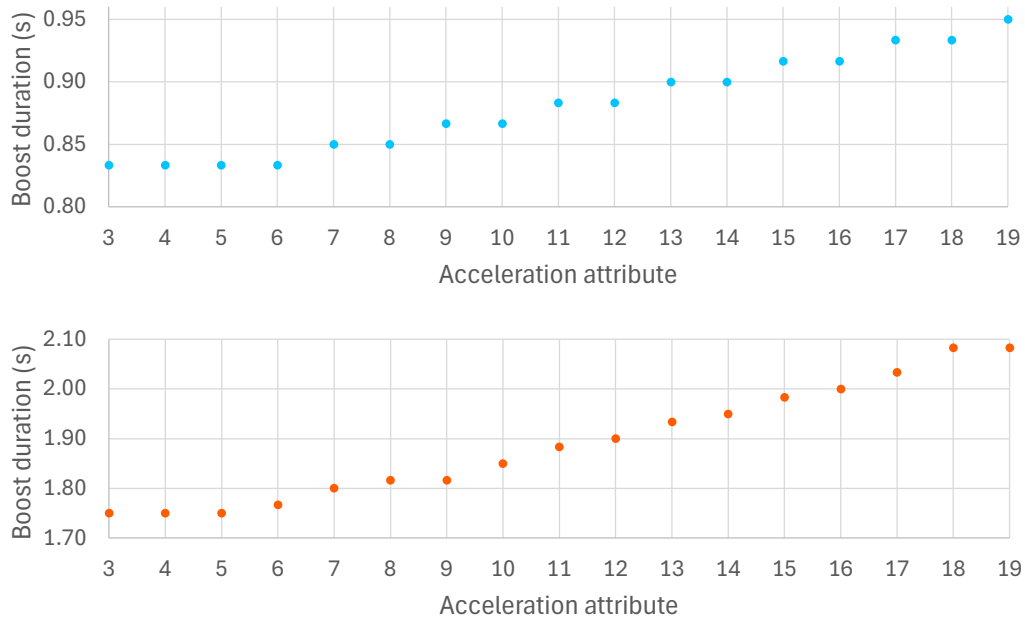 Boost duration (s)
0.95
0.90
0.85
0.80
3 4 5 6 7 8 9 10 11 12 13 14 15 16 17 18 19
Acceleration attribute
Boost duration (s)
2.10
2.00
1.90
1.80
1.70
3 4 5 6 7 8 9 10 11 12 13 14 15 16 17 18 19
Acceleration attribute